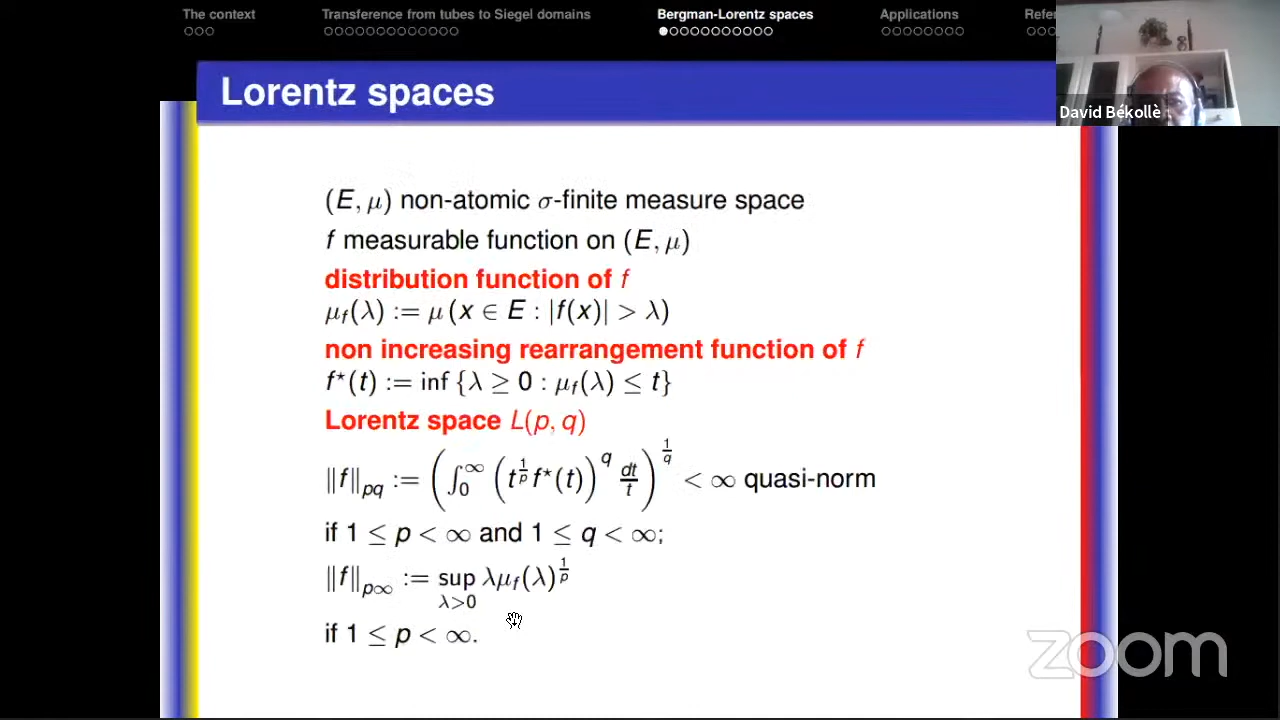 The context Transference from tubes to Siegel domains Bergman-Lorentz spaces Applications
David Békollè
Lorentz spaces
(E, μ) non-atomic σ-finite measure space
f measurable function on (E, μ)
distribution function of f
μ_f(λ) := μ (x ∈ E : |f(x)| > λ)
non increasing rearrangement function of f
f*(t) := inf {λ ≥ 0 : μ_f(λ) ≤ t}
Lorentz space L(p, q)
‖f‖_{pq} := (∫_0^∞ (t^{1/p} f*(t))^q dt/t)^{1/q} < ∞ quasi-norm
if 1 ≤ p < ∞ and 1 ≤ q < ∞;
‖f‖_{p∞} := sup_{λ>0} λμ_f(λ)^{1/p}
if 1 ≤ p < ∞.
zoom